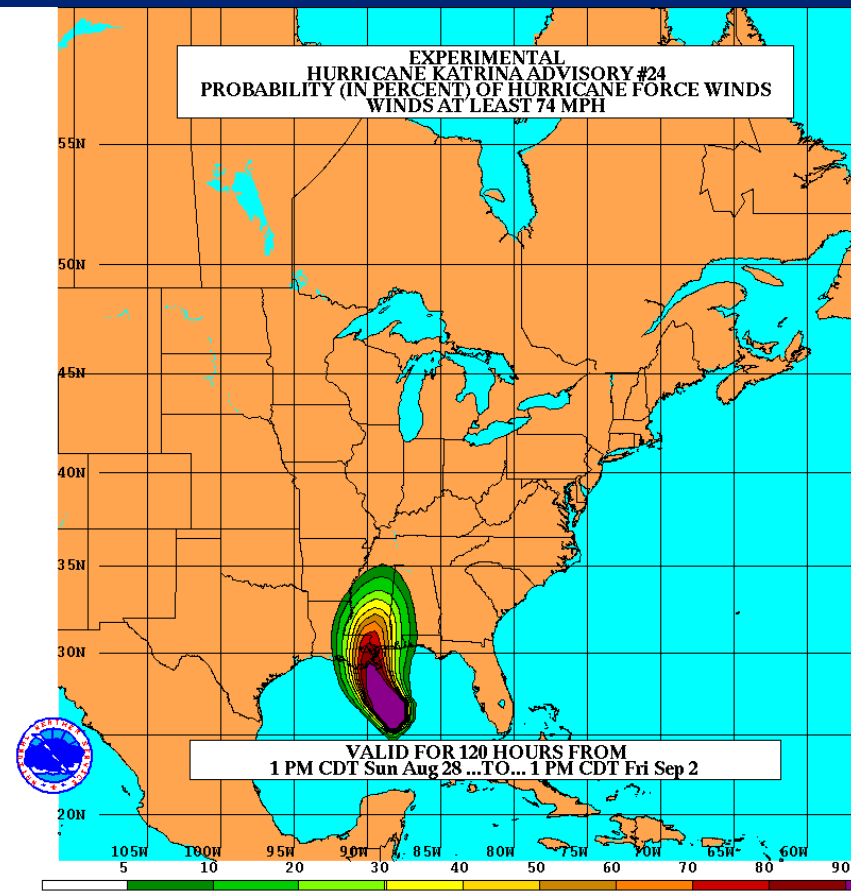 EXPERIMENTAL
HURRICANE KATRINA ADVISORY #24
PROBABILITY (IN PERCENT) OF HURRICANE FORCE WINDS
WINDS AT LEAST 74 MPH
55N
50N
45N
40N
35N
30N
VALID FOR 120 HOURS FROM
1 PM CDT Sun Aug 28 ...TO... 1 PM CDT Fri Sep 2
20N
105W 100W 95W 90W 85W 80W 75W 70W 65W 60W
5 10 20 30 40 50 60 70 80 90